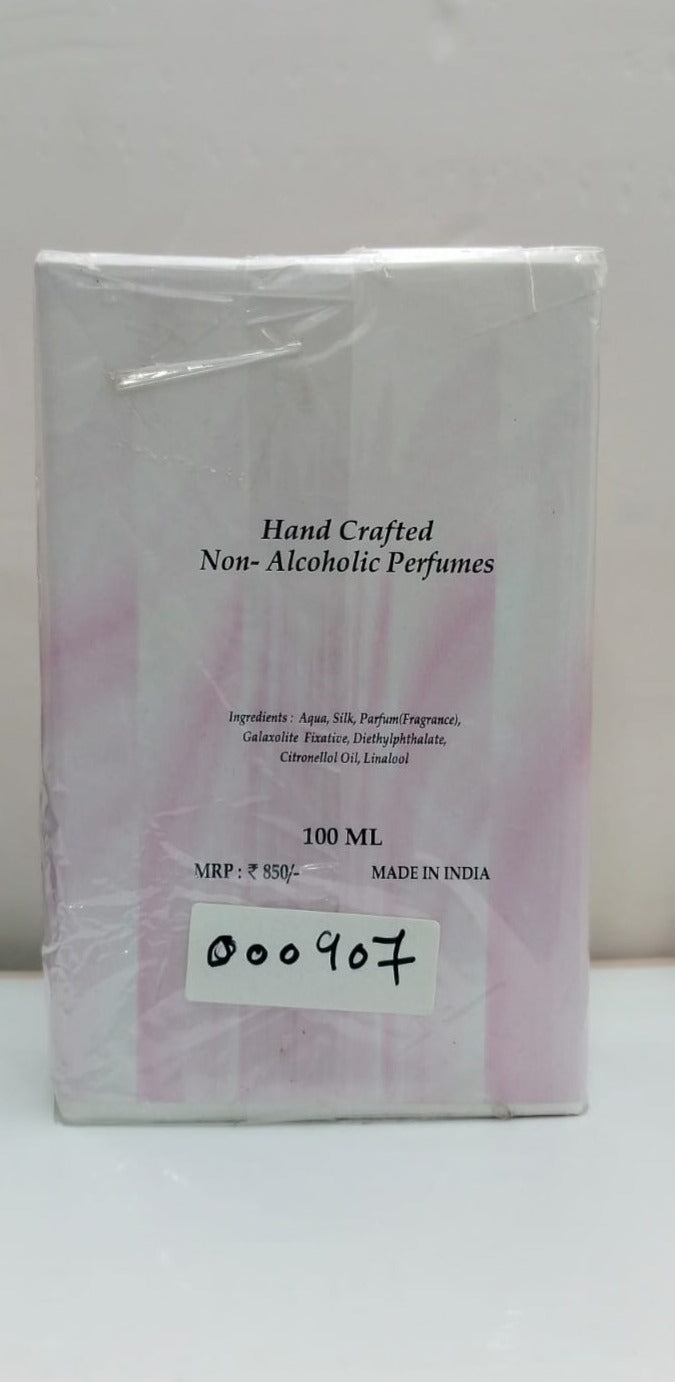 Hand Crafted
Non- Alcoholic Perfumes
Ingredients : Aqua, Silk, Parfum(Fragrance),
Galaxolite Fixative, Diethylphthalate,
Citronellol Oil, Linalool
100 ML
MRP : ₹ 850/- MADE IN INDIA
000907